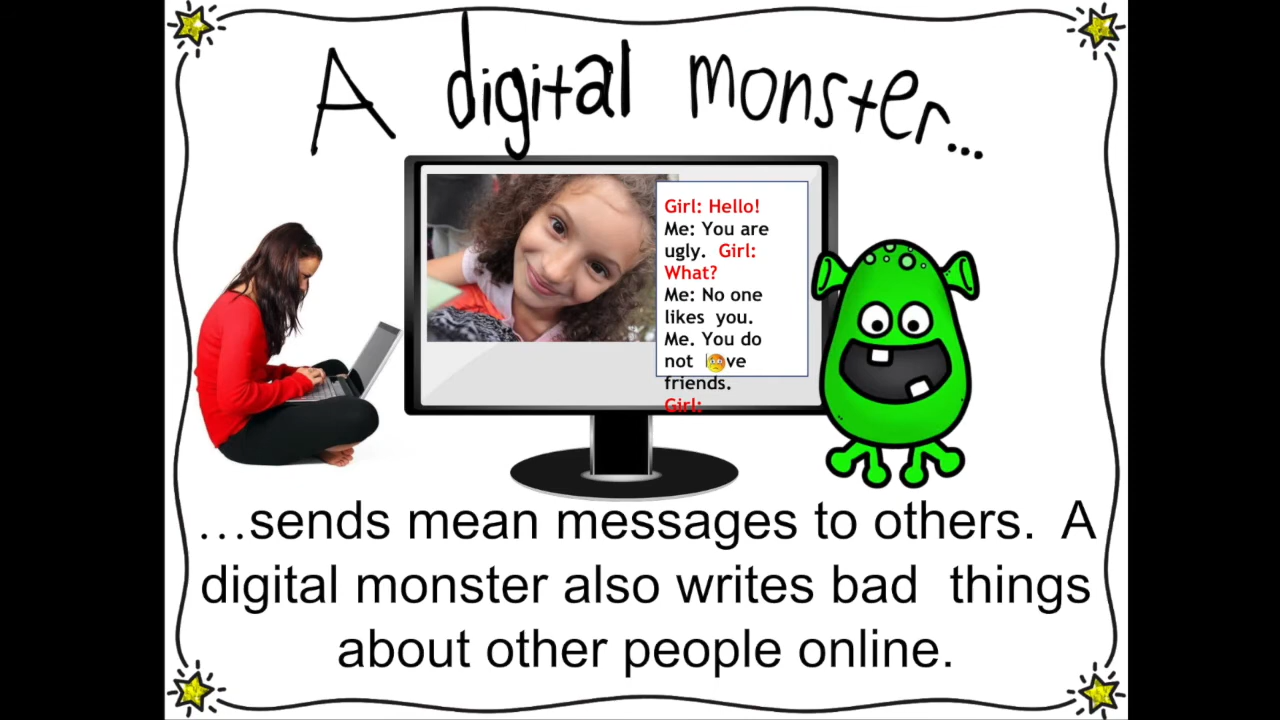 A digital monster...
Girl: Hello!
Me: You are
ugly. Girl:
What?
Me: No one
likes you.
Me. You do
not
friends.
Girl:
...sends mean messages to others. A
digital monster also writes bad things
about other people online.